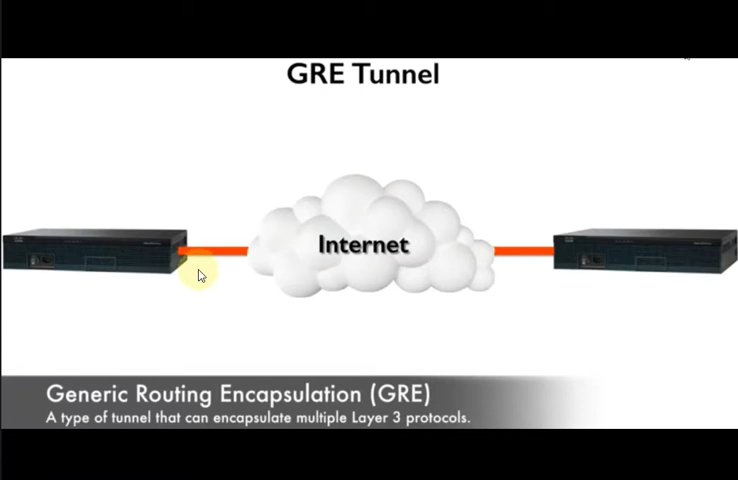 GRE Tunnel
Internet
Generic Routing Encapsulation (GRE)
A type of tunnel that can encapsulate multiple Layer 3 protocols.